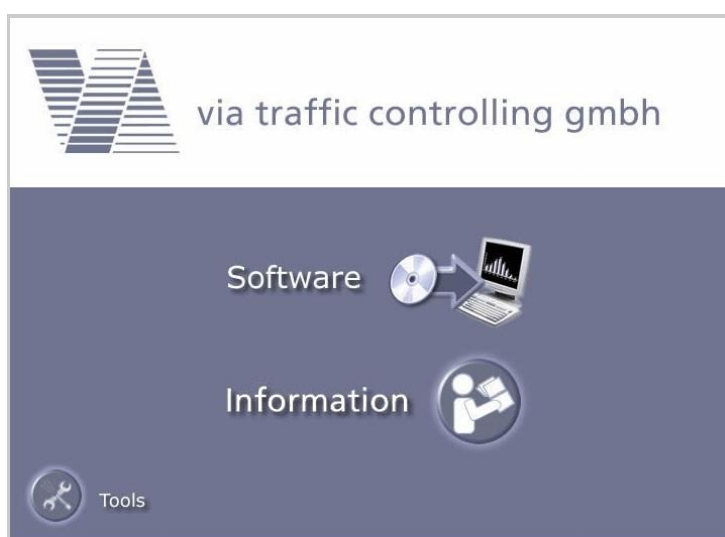 via traffic controlling gmbh
Software
Information
Tools